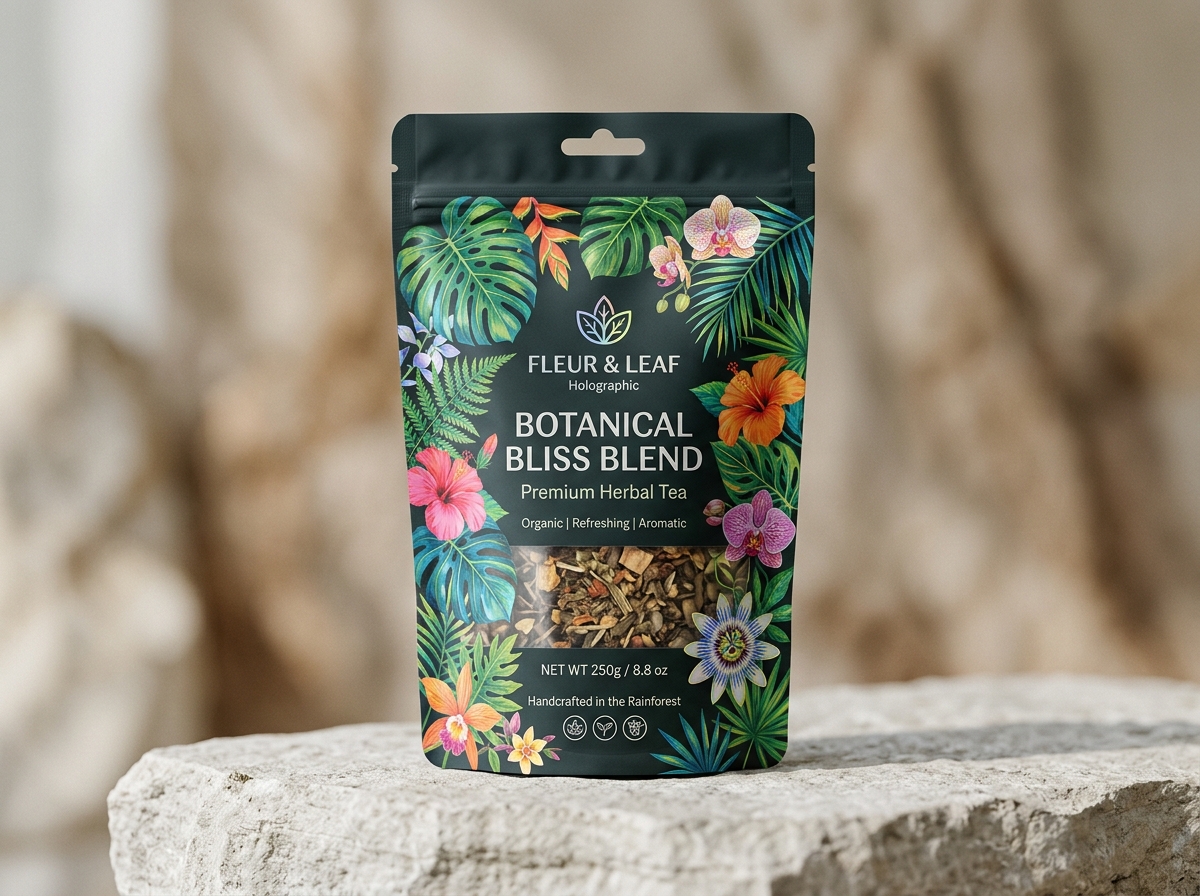 FLEUR & LEAF
Holographic
BOTANICAL
BLISS BLEND
Premium Herbal Tea
Organic | Refreshing | Aromatic
NET WT 250g / 8.8 oz
Handcrafted in the Rainforest